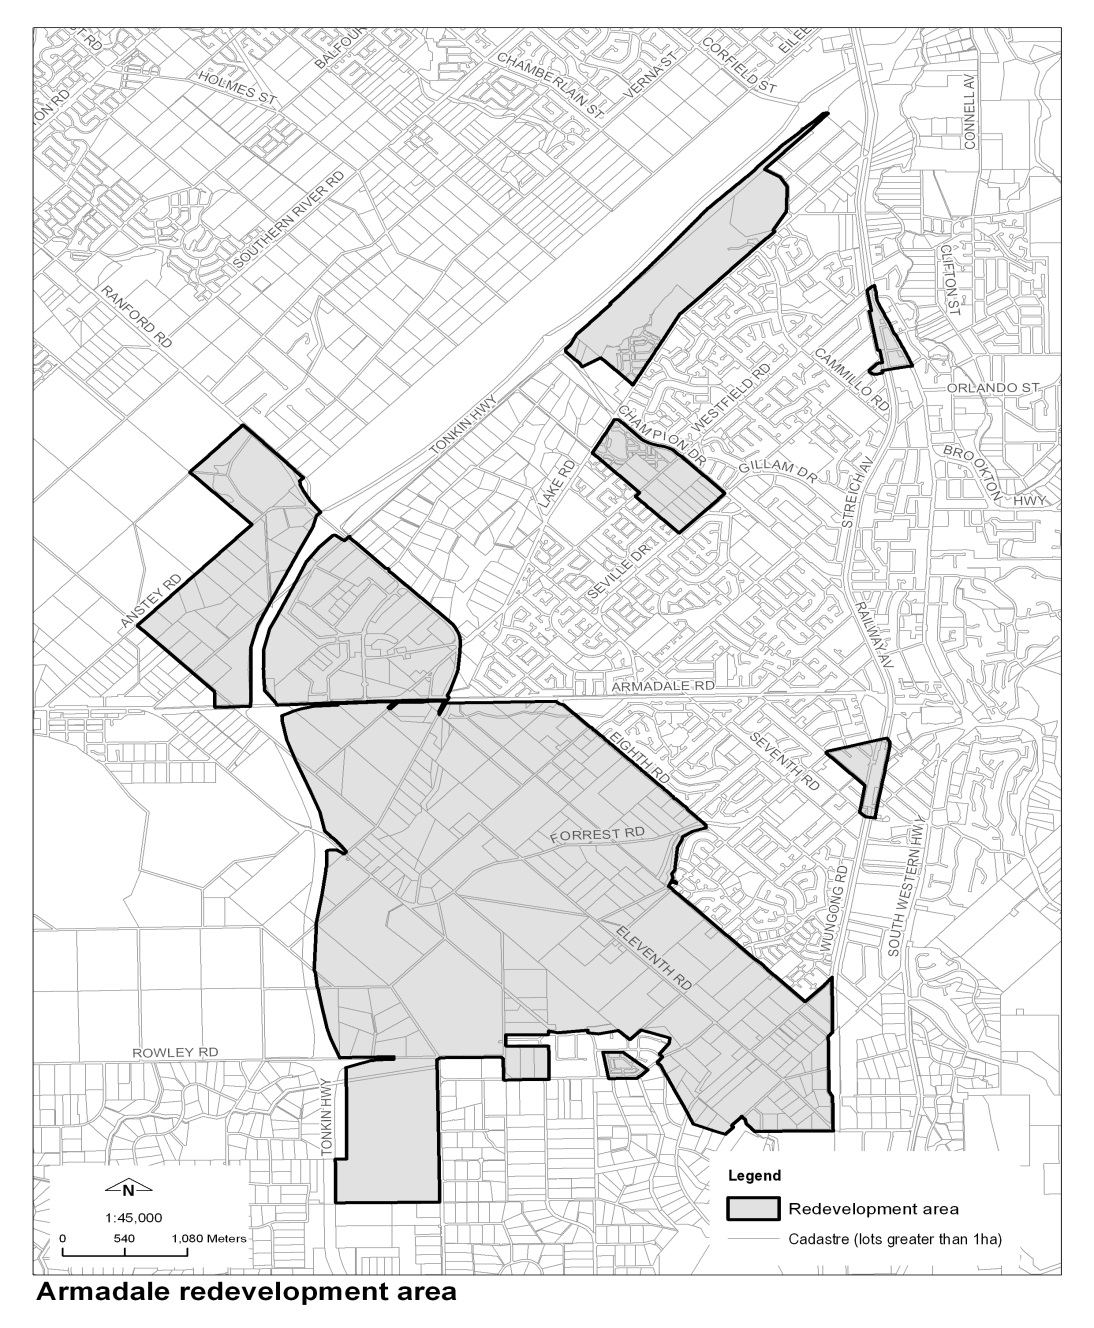 BALFOUR
EILEE
CORFIELD ST
CHAMBERLAIN ST
VERNA ST
HOLMES ST
TON RD
CONNELL AV
SOUTHERN RIVER RD
CLIFTON ST
RANFORD RD
CAMMILLO RD
ORLANDO ST
WESTFIELD RD
TONKIN HWY
CHAMPION DR
GILLAM DR
BROOKTON
HWY
LAKE RD
STREICH AV
SEVILLE DR
ANSTEY RD
RAILWAY AV
ARMADALE RD
EIGHTH RD
SEVENTH RD
FORREST RD
SOUTH WESTERN HWY
WUNGONG RD
ELEVENTH RD
ROWLEY RD
TONKIN HWY
N
1:45,000
0 540 1,080 Meters
Legend
Redevelopment area
Cadastre (lots greater than 1ha)
Armadale redevelopment area